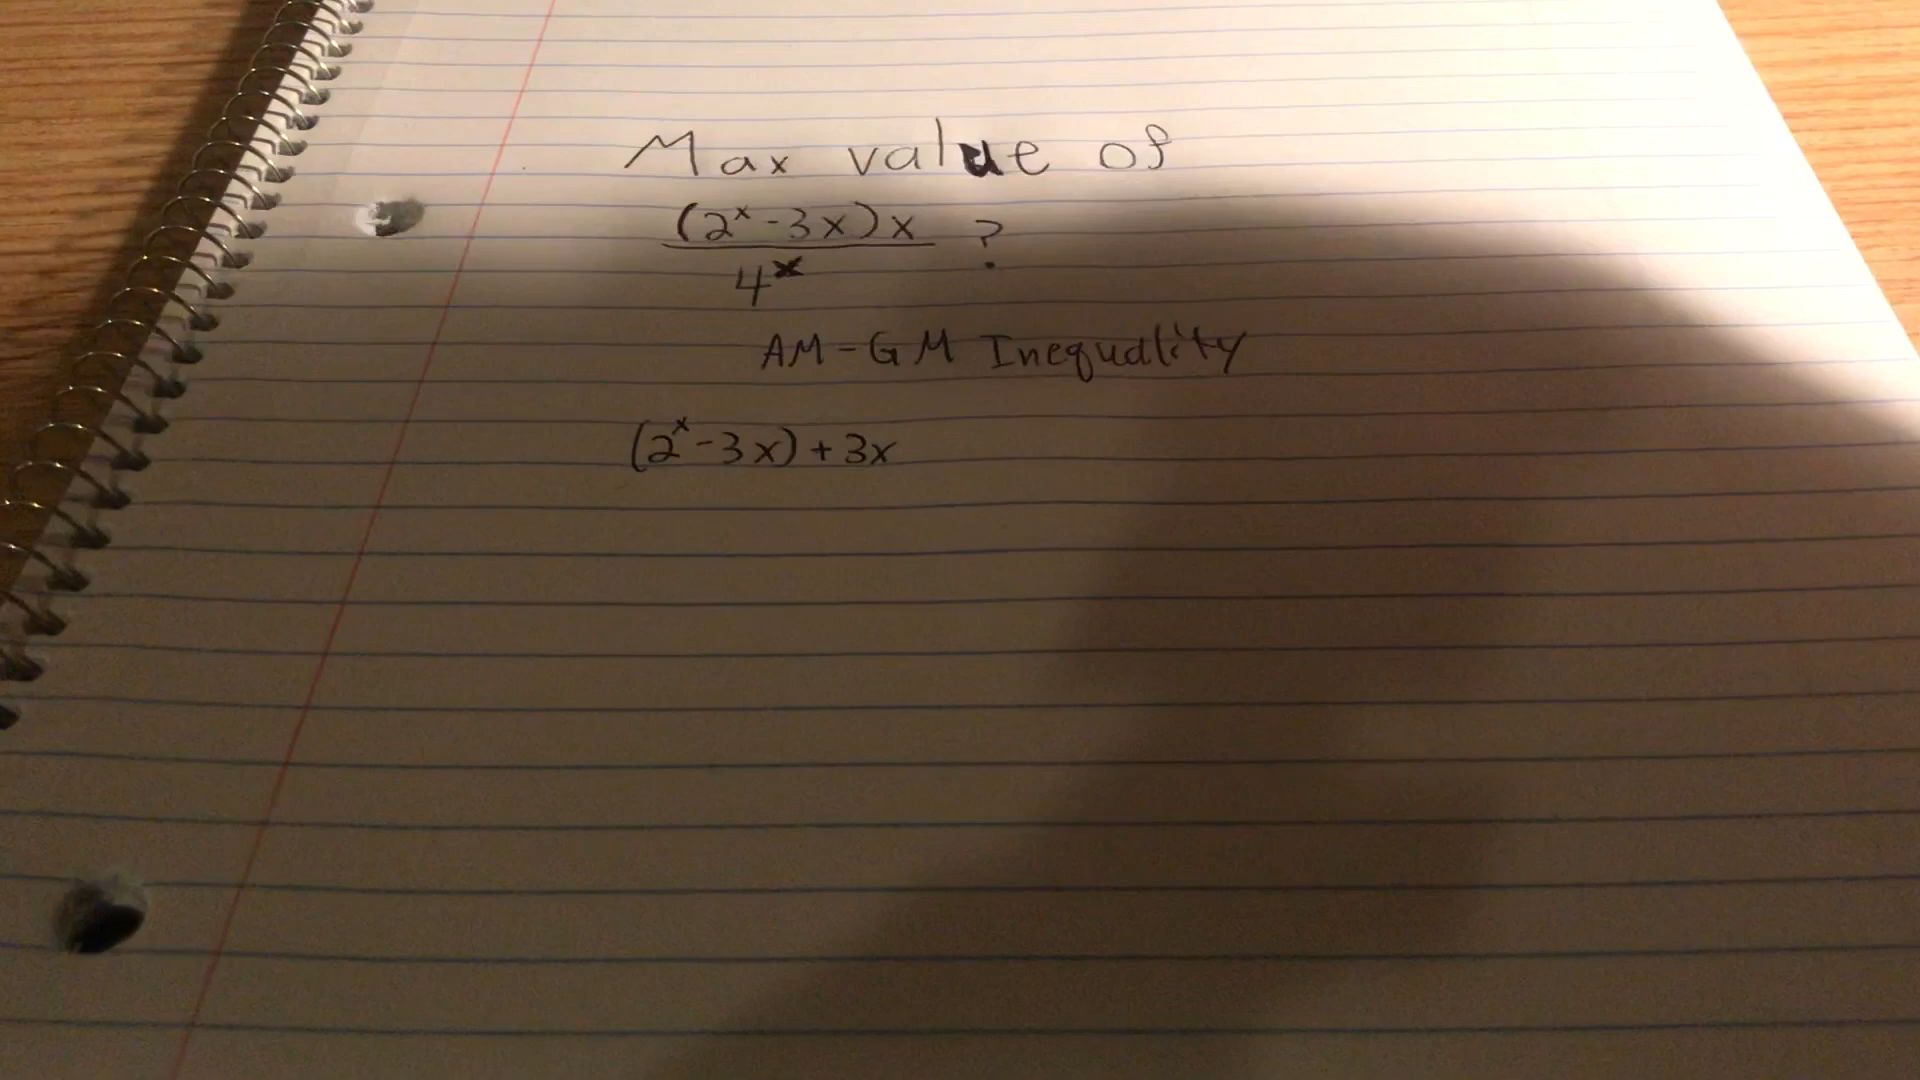 Max value of
(2^x - 3x)x
4^x
?
AM-GM Inequality
(2^x - 3x) + 3x